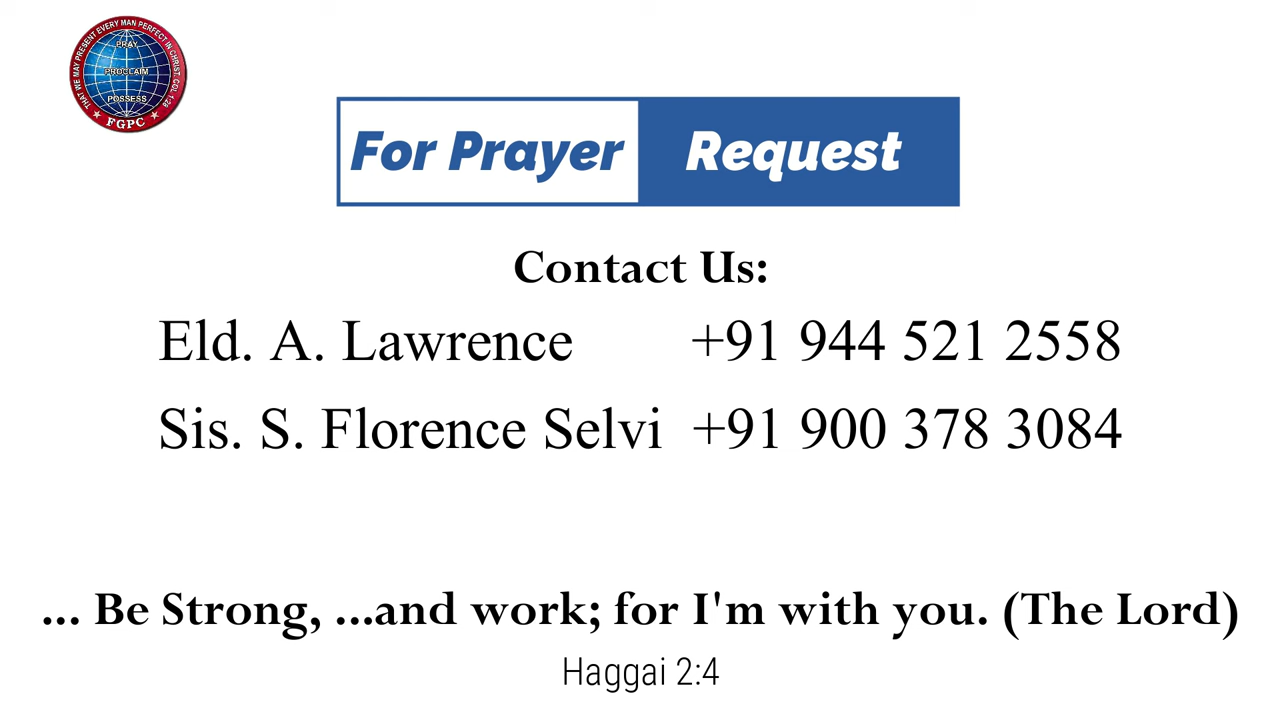 THAT WE MAY PRESENT EVERY MAN PERFECT IN CHRIST. COL 1:28
PRAY
PROCLAIM
POSSESS
FGPC
For Prayer Request
Contact Us:
Eld. A. Lawrence +91 944 521 2558
Sis. S. Florence Selvi +91 900 378 3084
... Be Strong, ...and work; for I'm with you. (The Lord)
Haggai 2:4